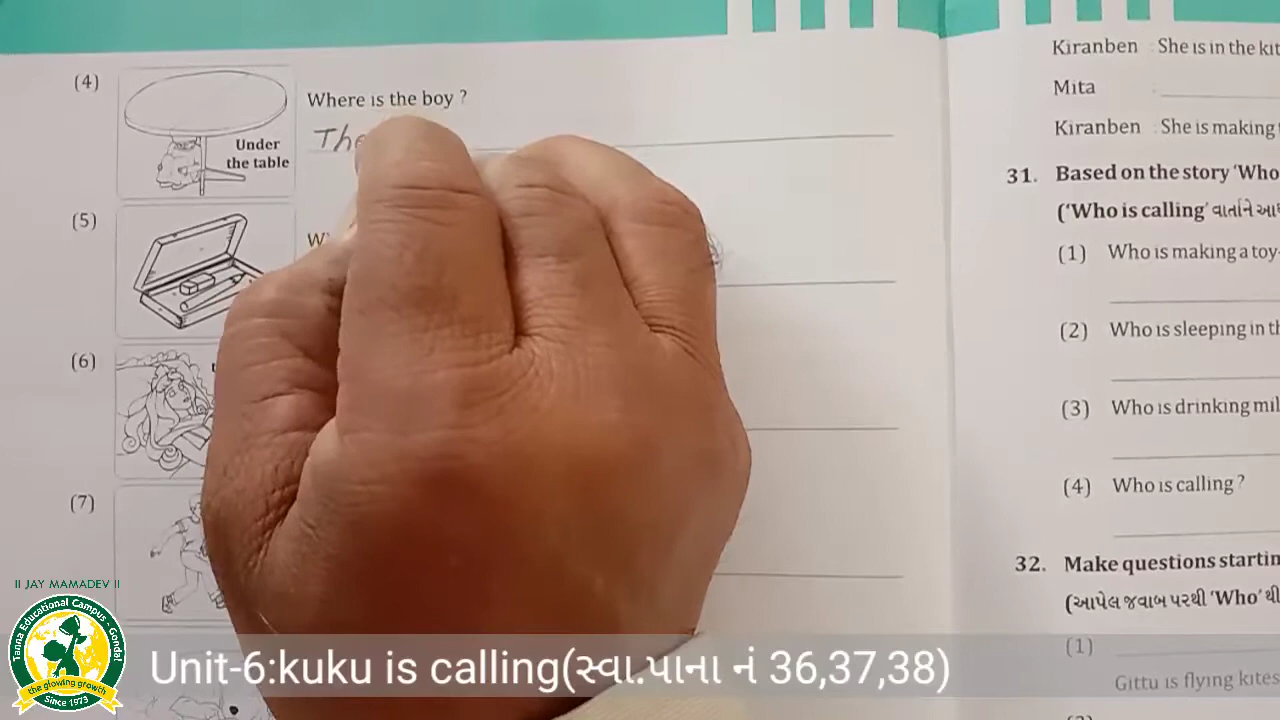 (4)
Where is the boy ?
The
Under
the table
(5)
(6)
(7)
Kiranben : She is in the kit
Mita
Kiranben : She is making
31. Based on the story 'Who
('Who is calling' વાર્તાને આધ
(1) Who is making a toy-
(2) Who is sleeping in th
(3) Who is drinking mil
(4) Who is calling ?
32. Make questions startin
(આપેલ જવાબ પરથી 'Who' થી
(1)
Gittu is flying kites
II JAY MAMADEV II
Tanna Educational Campus - Gondal
the glowing growth
Since 1973
Unit-6:kuku is calling(સ્વા.પાના નં 36,37,38)